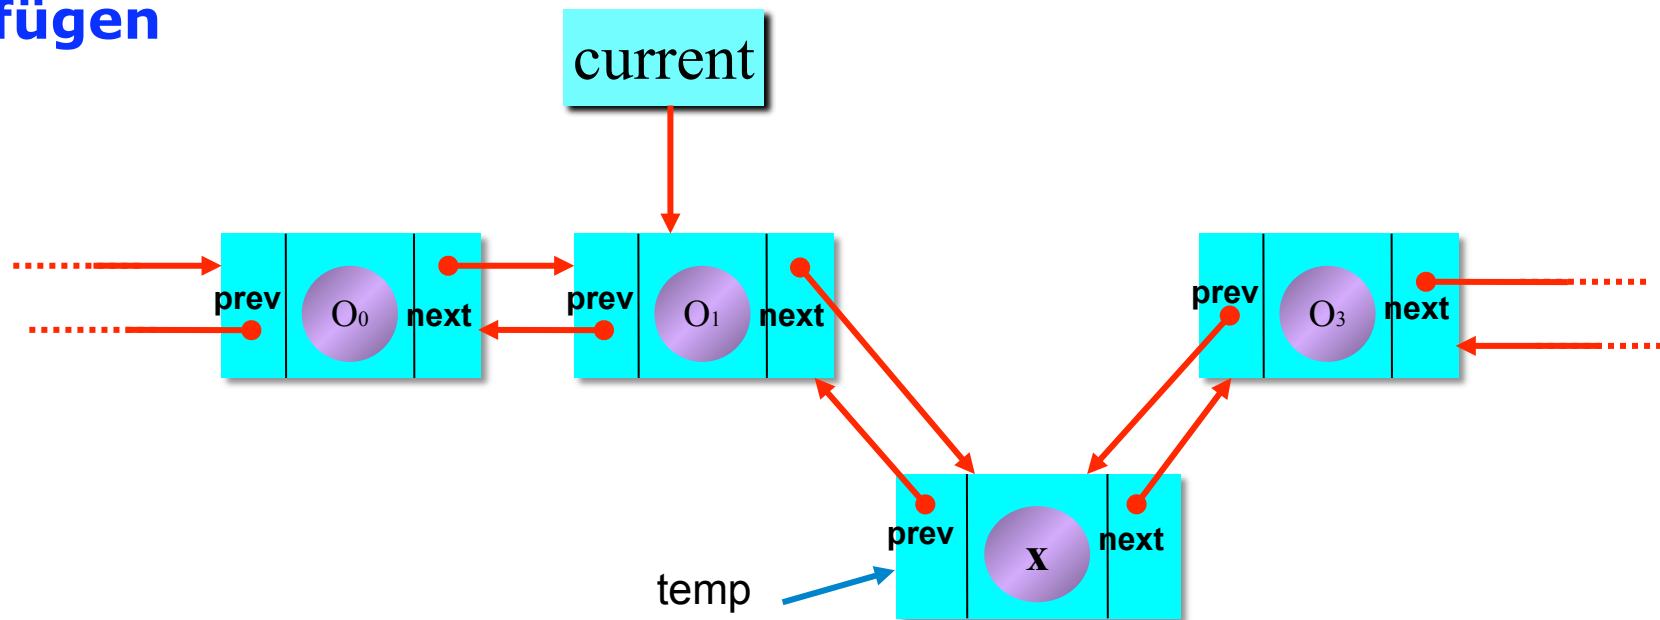 fügen
current
prev O0 next prev O1 next prev O3 next
prev x next
temp